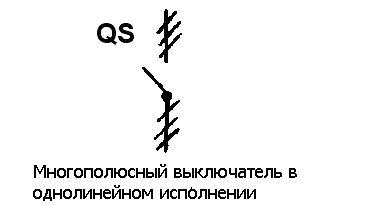 QS
Многополюсный выключатель в
однолинейном исполнении